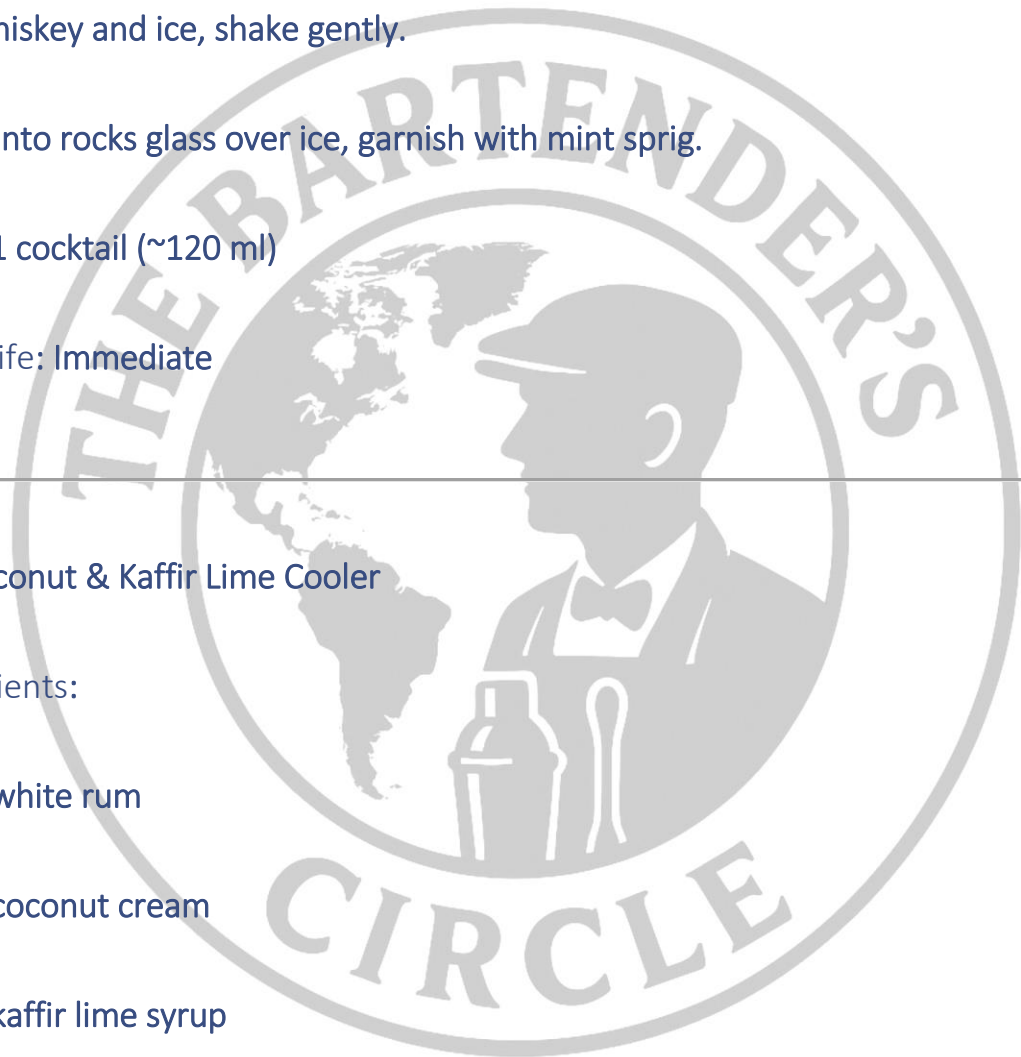 hiskey and ice, shake gently.
into rocks glass over ice, garnish with mint sprig.
1 cocktail (~120 ml)
ife: Immediate
conut & Kaffir Lime Cooler
ients:
white rum
coconut cream
kaffir lime syrup
THE BARTENDER'S
CIRCLE